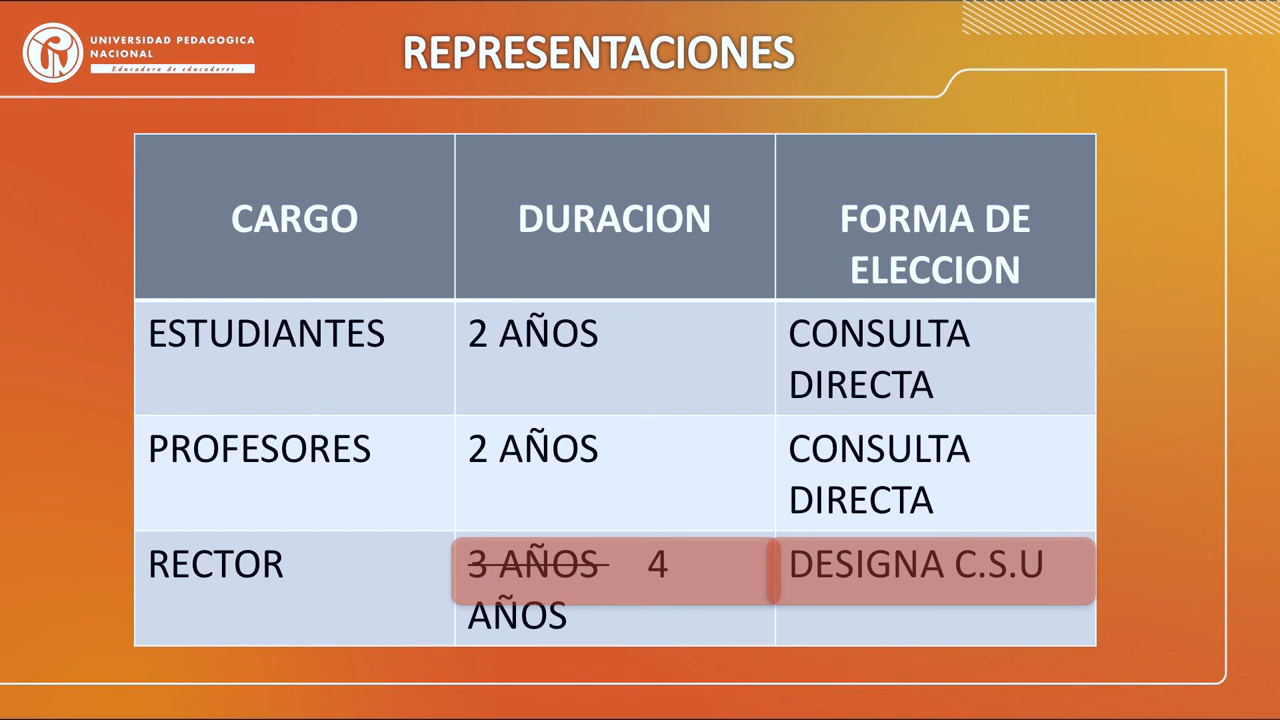 UNIVERSIDAD PEDAGOGICA
NACIONAL
Educadora de educadores
REPRESENTACIONES
CARGO
DURACION
FORMA DE
ELECCION
ESTUDIANTES
2 AÑOS
CONSULTA
DIRECTA
PROFESORES
2 AÑOS
CONSULTA
DIRECTA
RECTOR
3 AÑOS 4
AÑOS
DESIGNA C.S.U